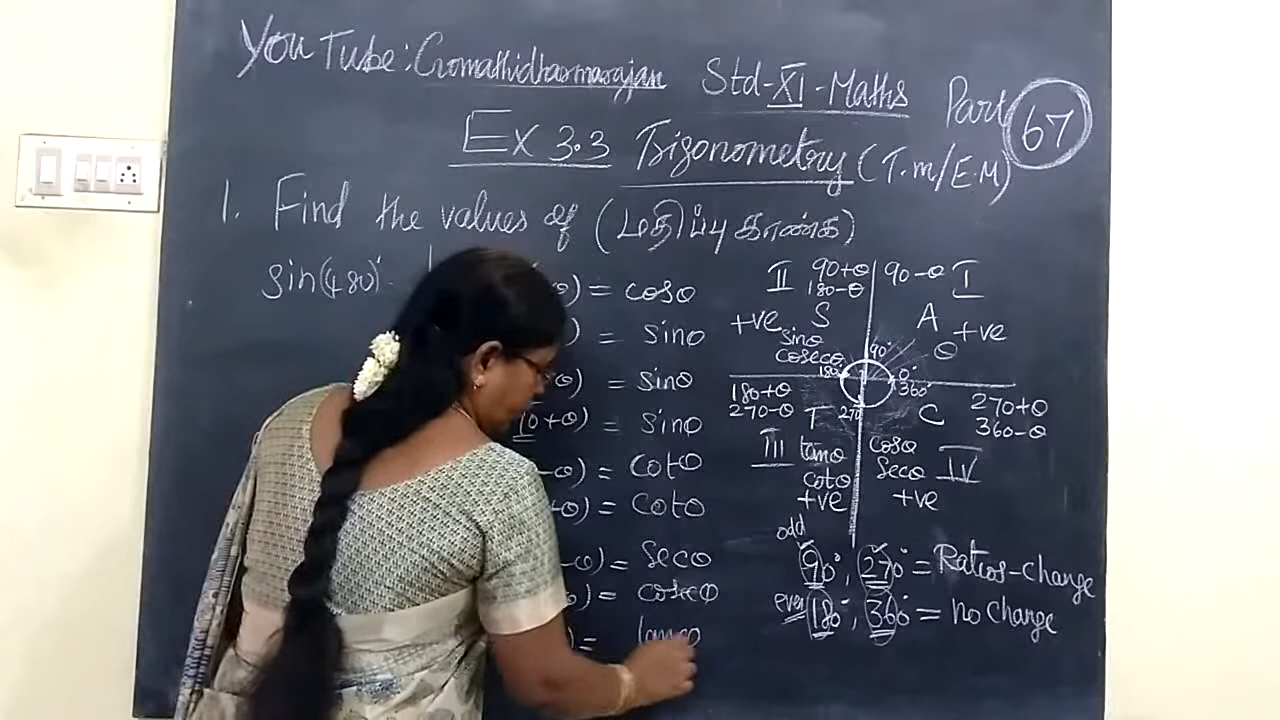 YouTube: Gomathidharmarajan Std-XI-Maths Part 67
Ex 3.3 Trigonometry (T.M/E.M)
1. Find the values of (மதிப்பு காண்க)
sin(480°)
θ) = cosθ
) = sinθ
θ) = sinθ
0+θ) = sinθ
-θ) = cotθ
+θ) = cotθ
-θ) = secθ
θ) = cosecθ
) = tanθ
II 90+θ 90-θ I
180-θ
+ve S A +ve
sinθ θ
cosecθ 90°
180° 0°
360°
180+θ 270+θ
270-θ 270° 360-θ
T C
III tanθ cosθ
cotθ secθ IV
+ve +ve
odd
90°, 270° = Ratios-change
even 180°, 360° = no change